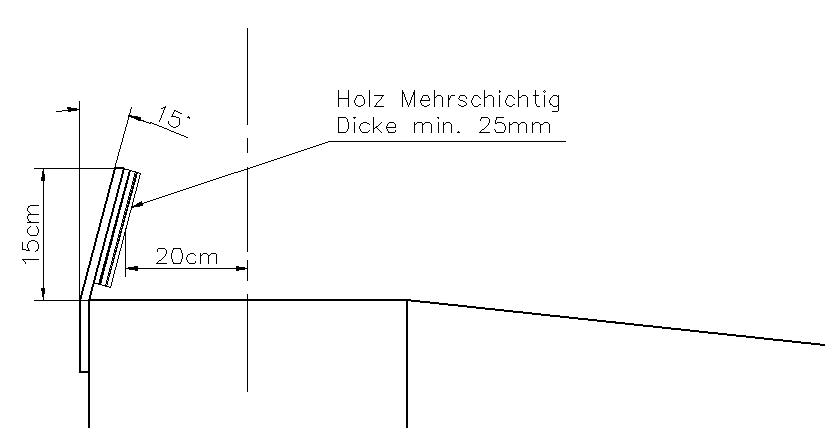 15°
Holz Mehrschichtig
Dicke min. 25mm
15cm
20cm